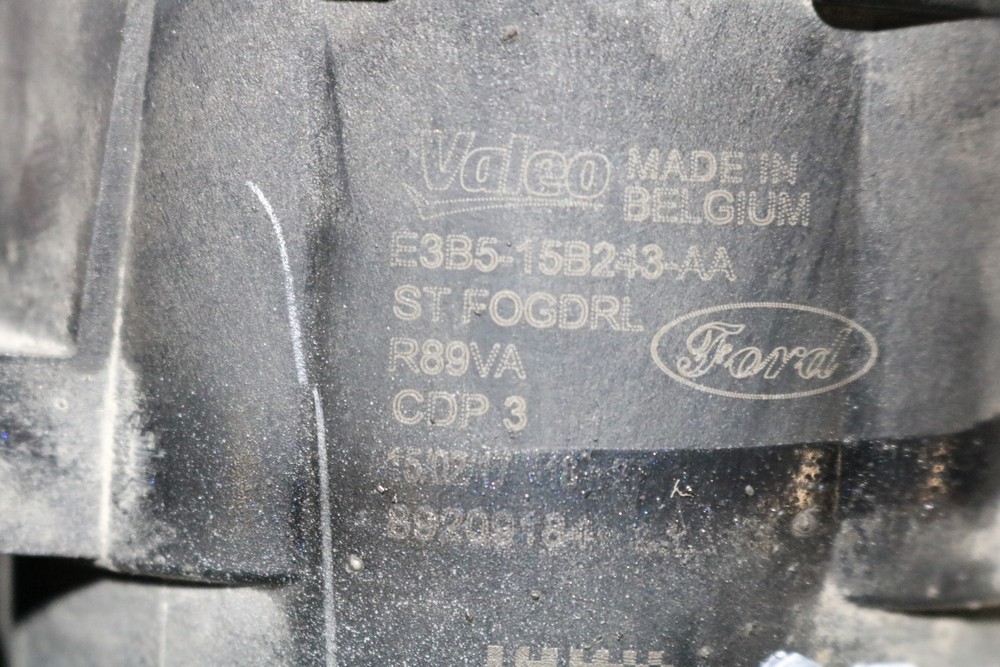 Valeo MADE IN
BELGIUM
E3B5-15B243-AA
ST FOGDRL
R89VA
Ford
CDP 3